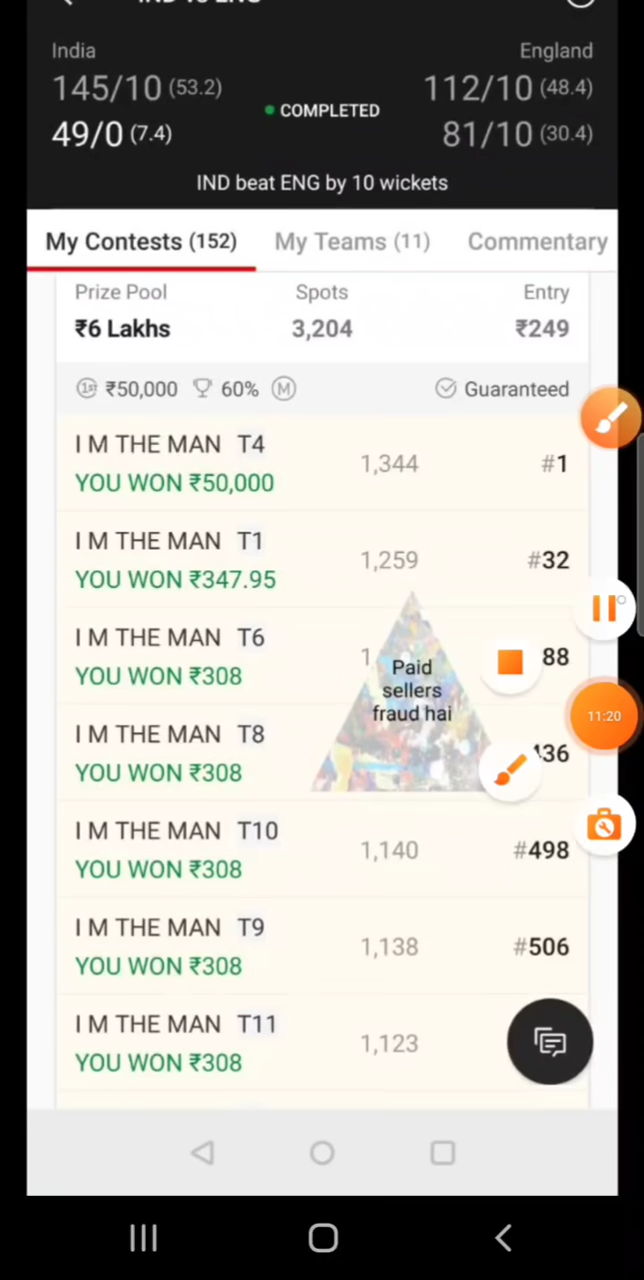 India England
145/10 (53.2) 112/10 (48.4)
COMPLETED
49/0 (7.4) 81/10 (30.4)
IND beat ENG by 10 wickets
My Contests (152) My Teams (11) Commentary
Prize Pool Spots Entry
₹6 Lakhs 3,204 ₹249
1st ₹50,000 60% M Guaranteed
I M THE MAN T4 1,344 #1
YOU WON ₹50,000
I M THE MAN T1 1,259 #32
YOU WON ₹347.95
I M THE MAN T6 88
YOU WON ₹308
Paid
sellers
fraud hai
I M THE MAN T8
YOU WON ₹308
11:20
I M THE MAN T10 1,140 #498
YOU WON ₹308
I M THE MAN T9 1,138 #506
YOU WON ₹308
I M THE MAN T11 1,123
YOU WON ₹308